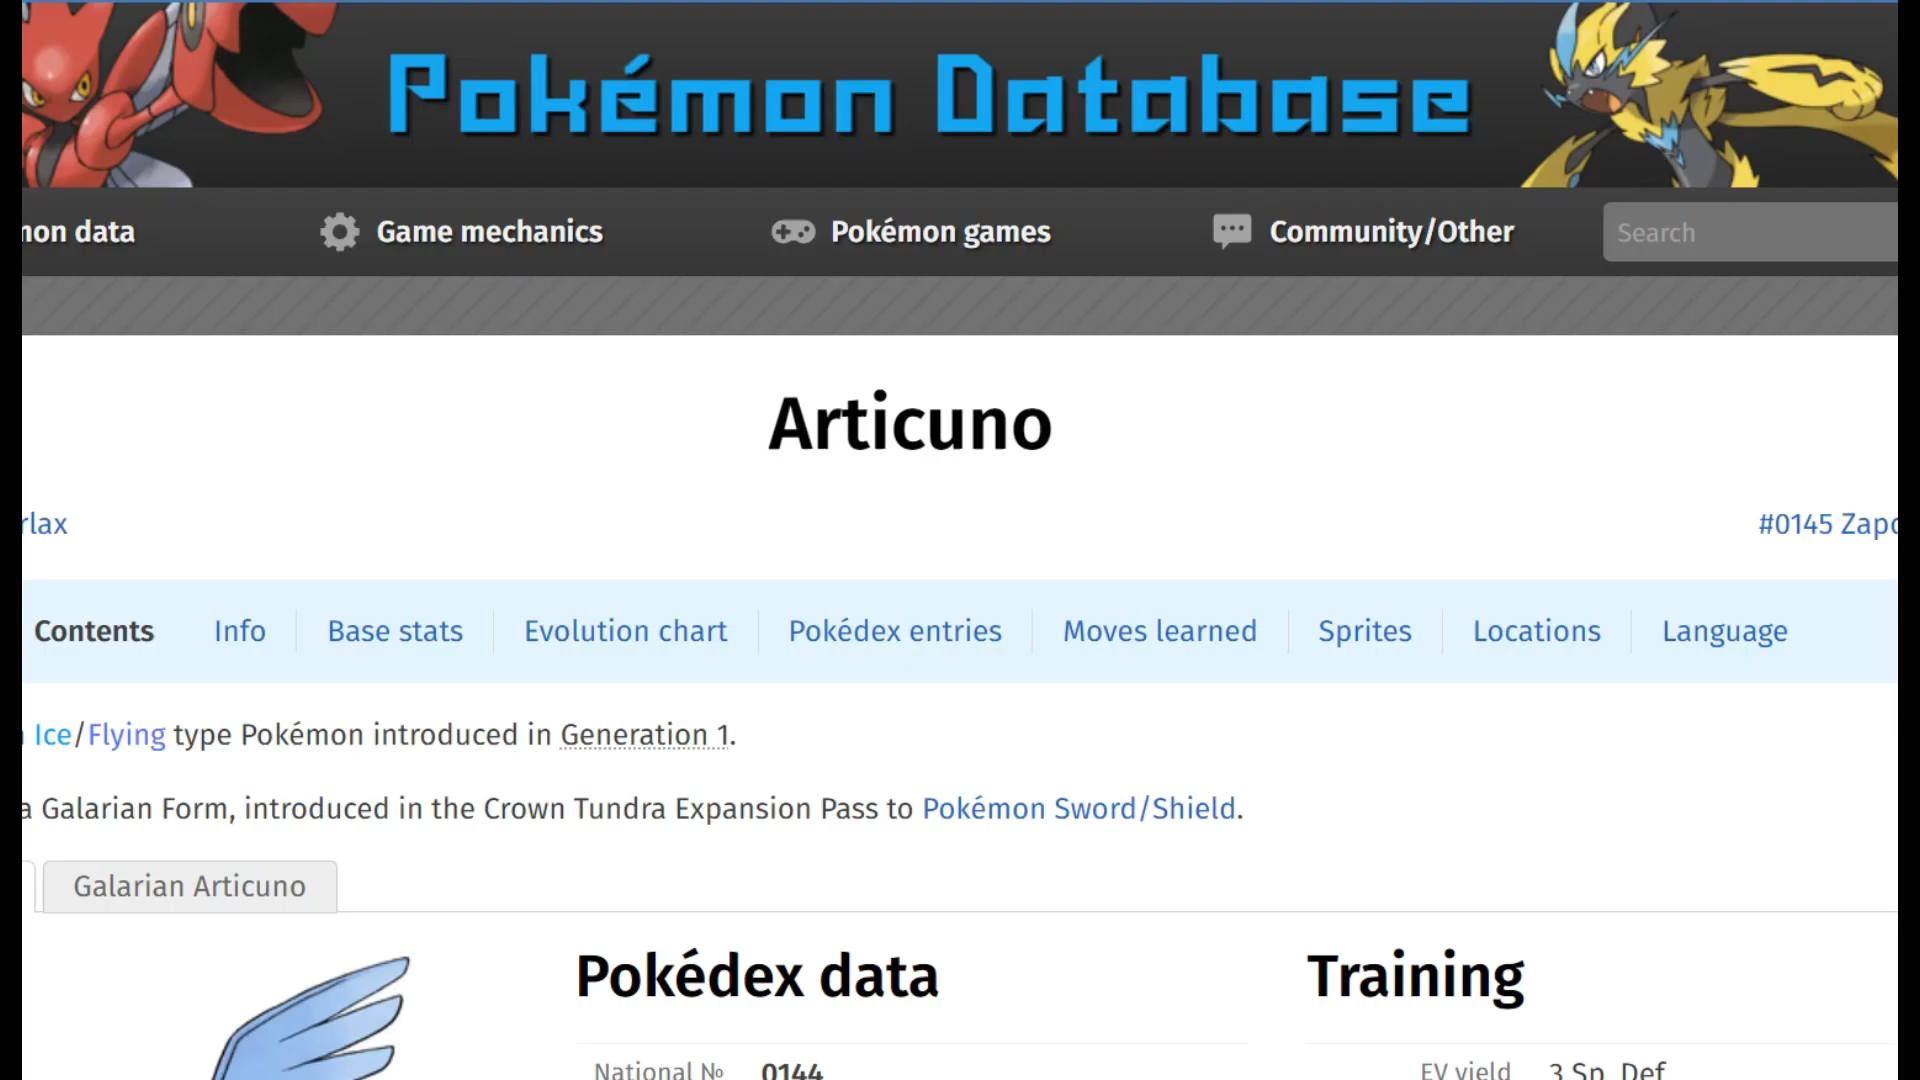 Pokémon Database
mon data Game mechanics Pokémon games Community/Other Search
Articuno
rlax #0145 Zapd
Contents Info Base stats Evolution chart Pokédex entries Moves learned Sprites Locations Language
Ice/Flying type Pokémon introduced in Generation 1.
a Galarian Form, introduced in the Crown Tundra Expansion Pass to Pokémon Sword/Shield.
Galarian Articuno
Pokédex data Training
National № 0144 EV yield 3 Sp. Def